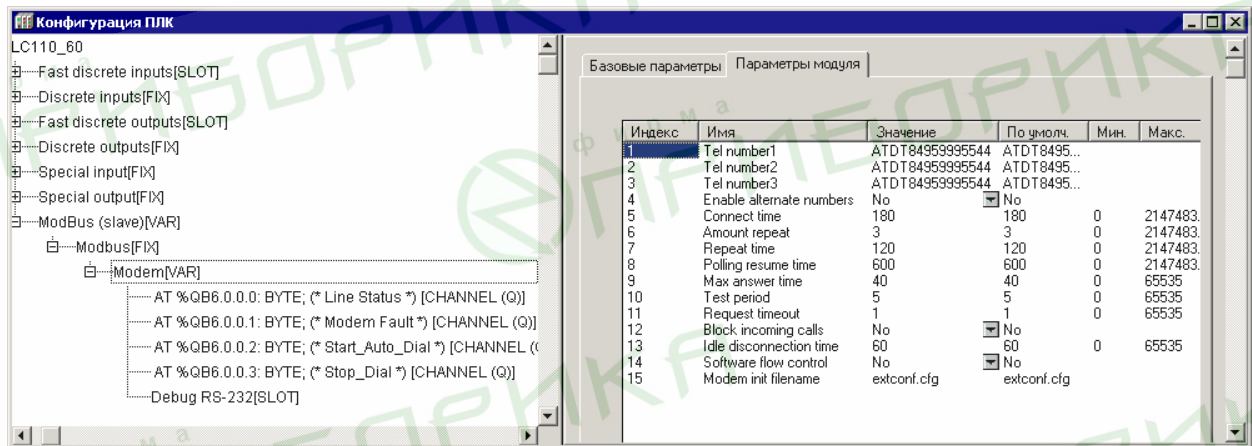 Конфигурация ПЛК
LC110_60
Fast discrete inputs[SLOT]
Discrete inputs[FIX]
Fast discrete outputs[SLOT]
Discrete outputs[FIX]
Special input[FIX]
Special output[FIX]
ModBus (slave)[VAR]
Modbus[FIX]
Modem[VAR]
AT %QB6.0.0.0: BYTE; (* Line Status *) [CHANNEL (Q)]
AT %QB6.0.0.1: BYTE; (* Modem Fault *) [CHANNEL (Q)]
AT %QB6.0.0.2: BYTE; (* Start_Auto_Dial *) [CHANNEL (
AT %QB6.0.0.3: BYTE; (* Stop_Dial *) [CHANNEL (Q)]
Debug RS-232[SLOT]
Базовые параметры Параметры модуля
Индекс Имя Значение По умолч. Мин. Макс.
1 Tel number1 ATDT84959995544 ATDT8495...
2 Tel number2 ATDT84959995544 ATDT8495...
3 Tel number3 ATDT84959995544 ATDT8495...
4 Enable alternate numbers No No
5 Connect time 180 180 0 2147483.
6 Amount repeat 3 3 0 2147483.
7 Repeat time 120 120 0 2147483.
8 Polling resume time 600 600 0 2147483.
9 Max answer time 40 40 0 65535
10 Test period 5 5 0 65535
11 Request timeout 1 1 0 65535
12 Block incoming calls No No
13 Idle disconnection time 60 60 0 65535
14 Software flow control No No
15 Modem init filename extconf.cfg extconf.cfg
фирма
ПРИБОРИКА